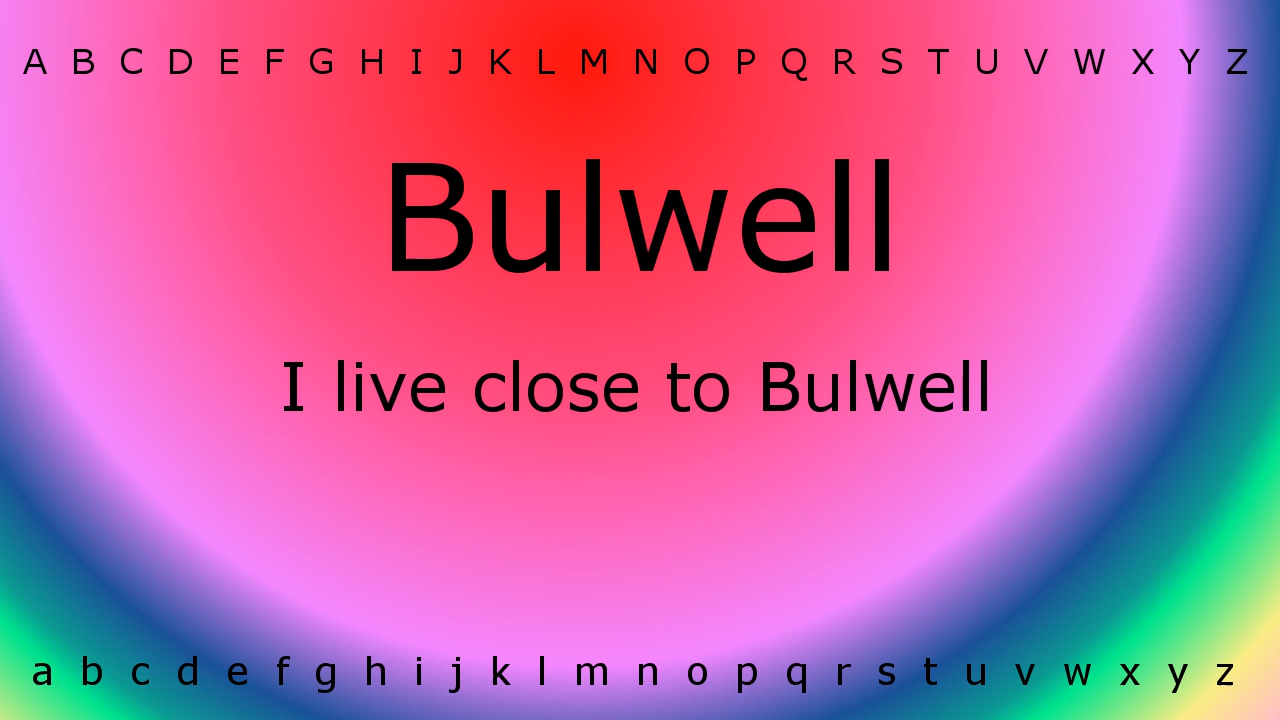 A B C D E F G H I J K L M N O P Q R S T U V W X Y Z
Bulwell
I live close to Bulwell
a b c d e f g h i j k l m n o p q r s t u v w x y z